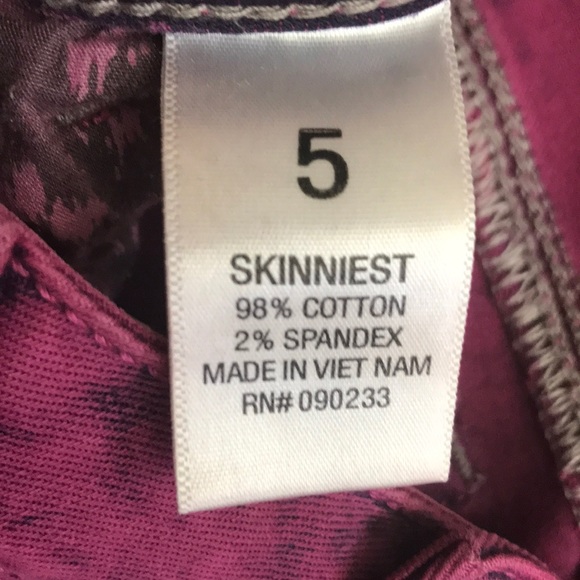 5
SKINNIEST
98% COTTON
2% SPANDEX
MADE IN VIET NAM
RN# 090233